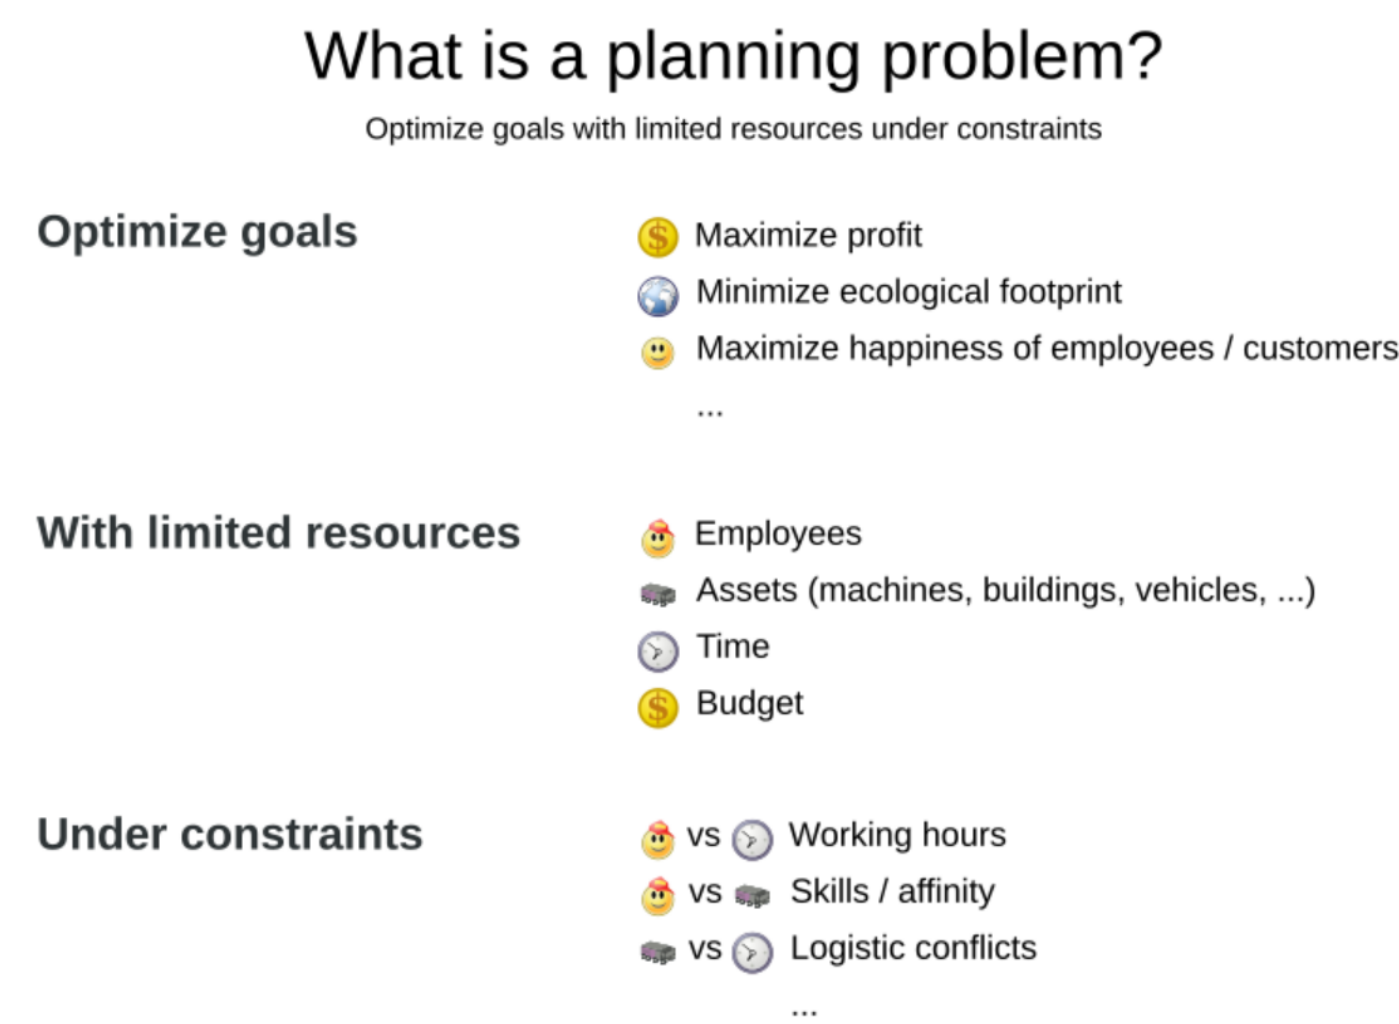 What is a planning problem?
Optimize goals with limited resources under constraints
Optimize goals
$ Maximize profit
Minimize ecological footprint
Maximize happiness of employees / customers
...
With limited resources
Employees
Assets (machines, buildings, vehicles, ...)
Time
$ Budget
Under constraints
vs Working hours
vs Skills / affinity
vs Logistic conflicts
...